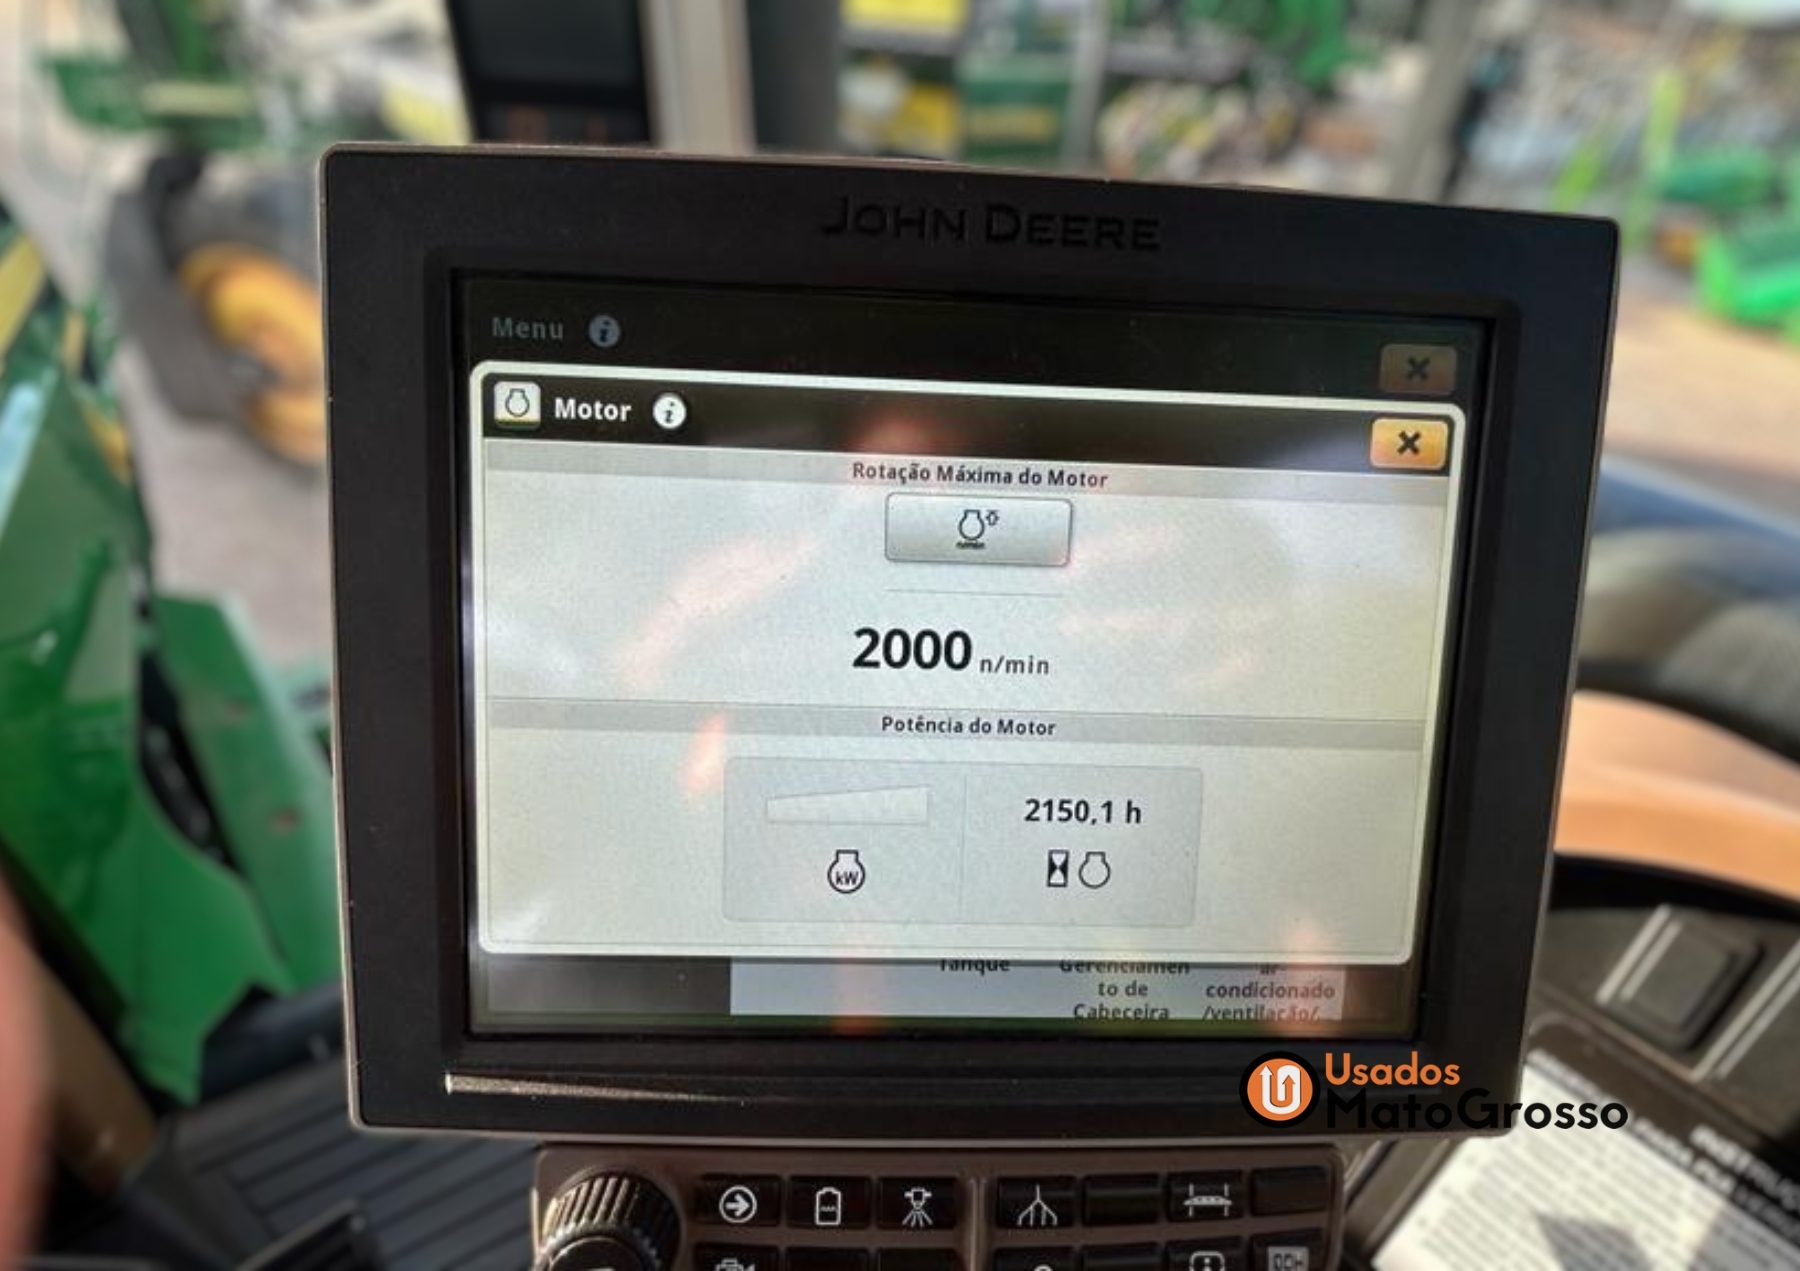 JOHN DEERE
Menu
Motor
Rotação Máxima do Motor
2000 n/min
Potência do Motor
2150,1 h
kW
Tanque
Gerenciamen
to de
Cabeceira
ar
condicionado
/ventilação/,
Usados
MatoGrosso